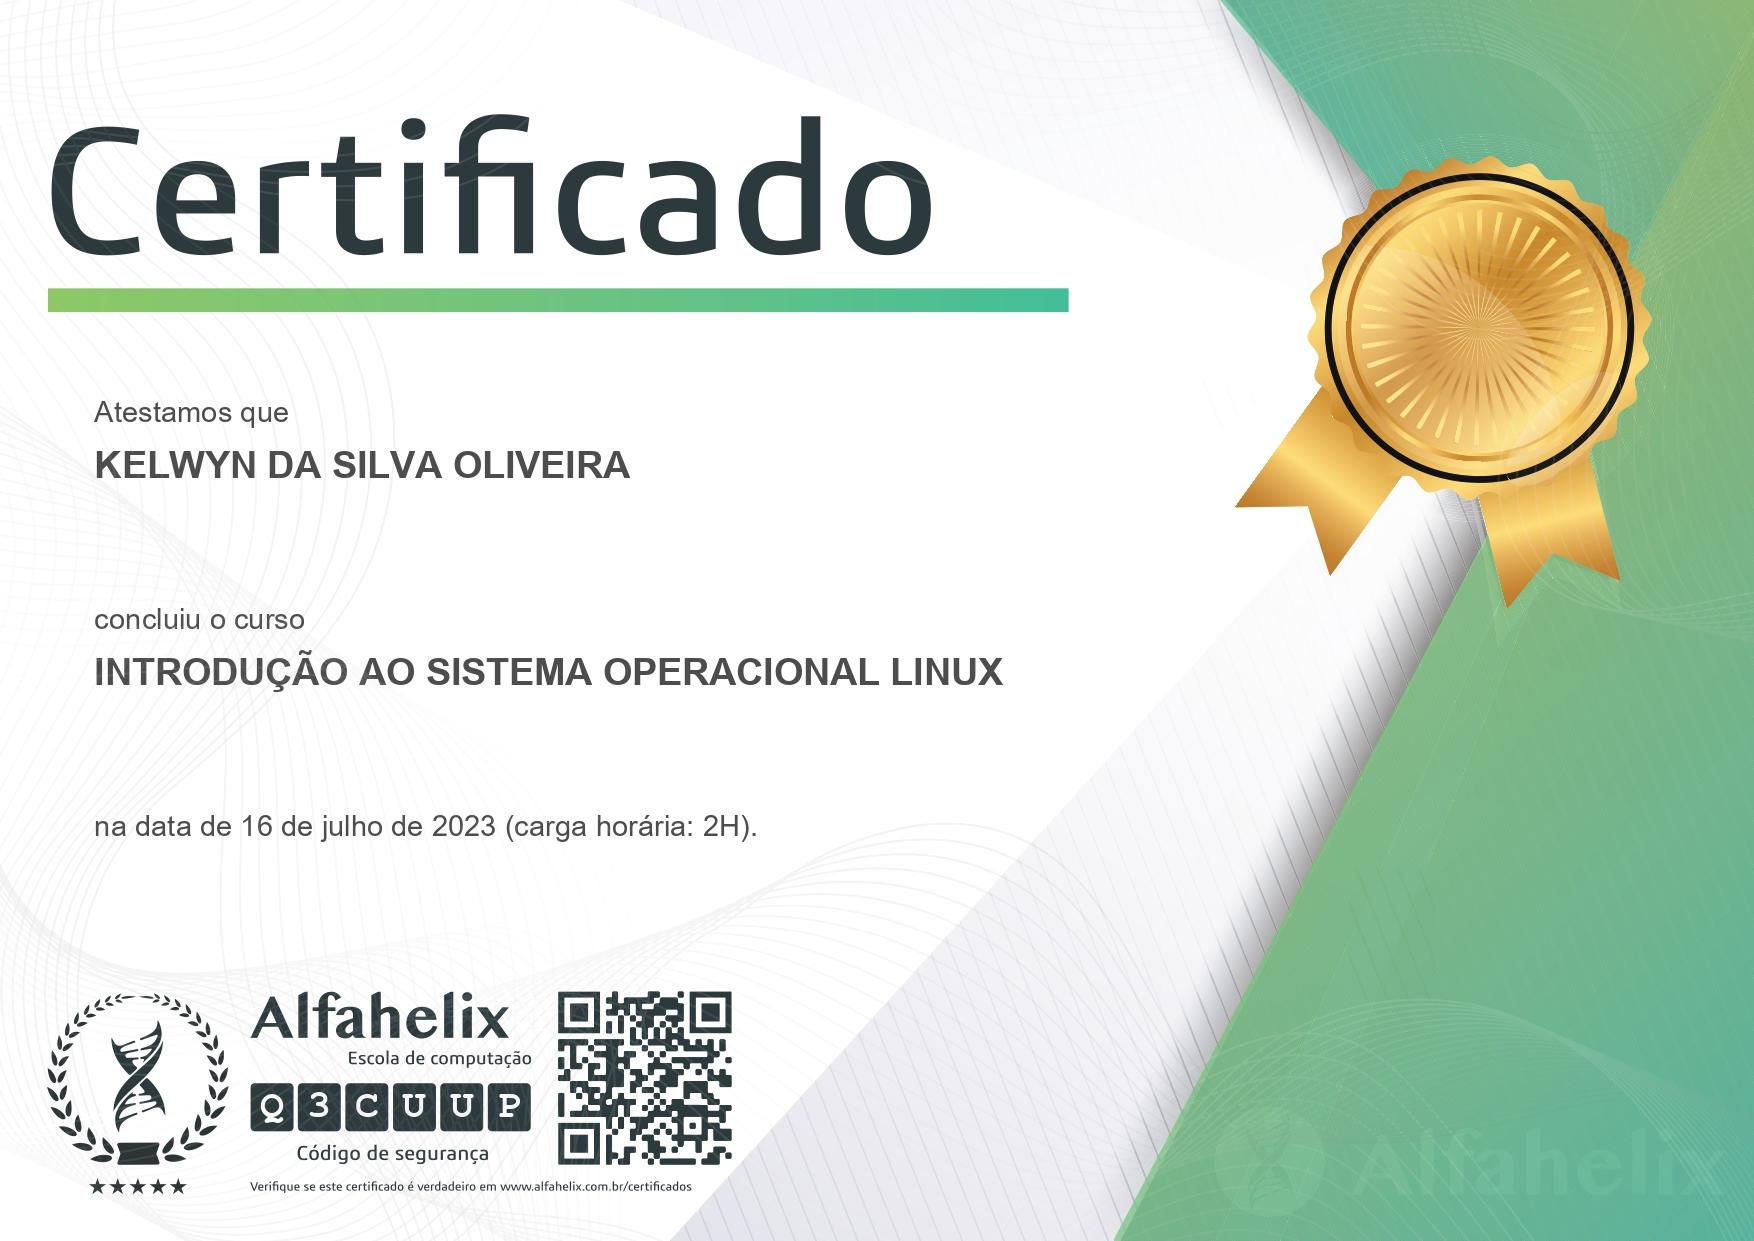 Certificado
Atestamos que
KELWYN DA SILVA OLIVEIRA
concluiu o curso
INTRODUÇÃO AO SISTEMA OPERACIONAL LINUX
na data de 16 de julho de 2023 (carga horária: 2H).
Alfahelix
Escola de computação
Q3CUUP
Código de segurança
Verifique se este certificado é verdadeiro em www.alfahelix.com.br/certificados
Alfahelix